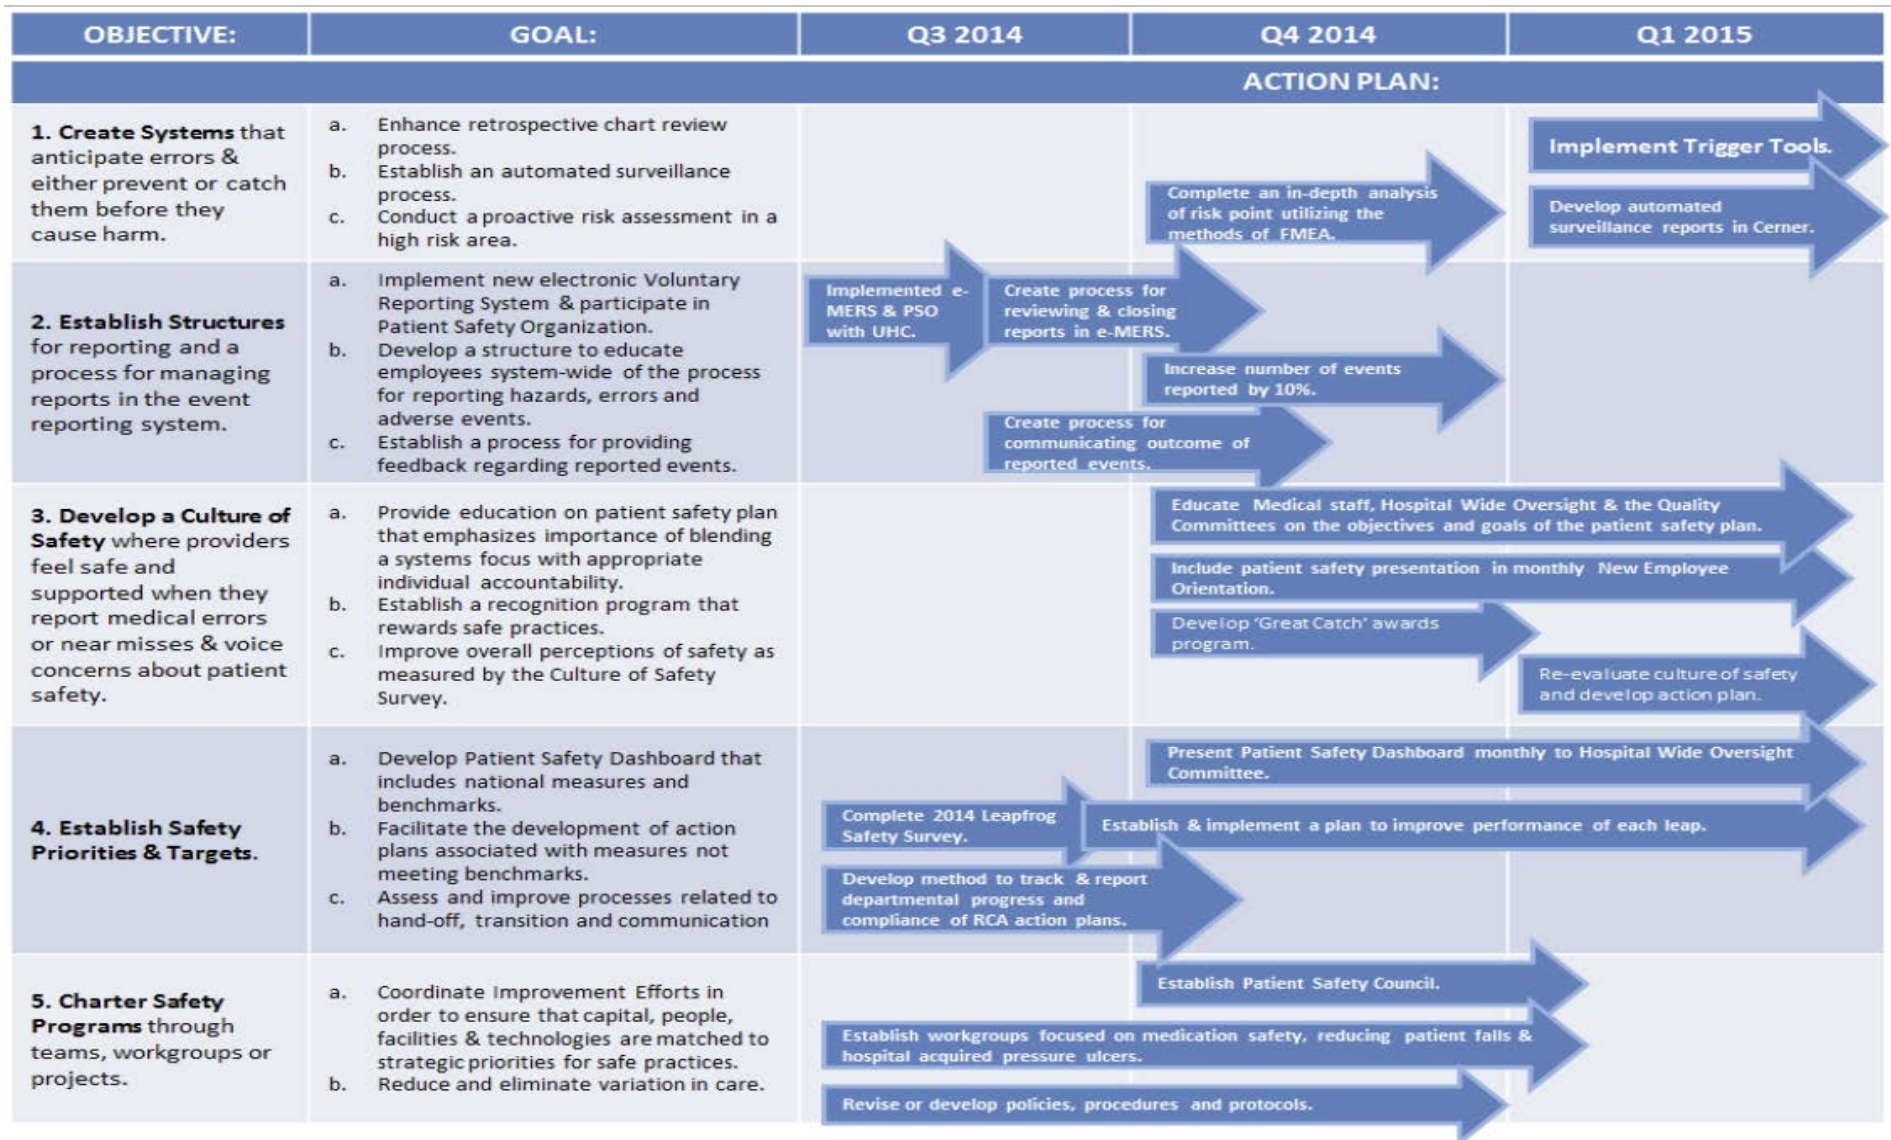 OBJECTIVE:
GOAL:
Q3 2014
Q4 2014
Q1 2015
ACTION PLAN:
1. Create Systems that
anticipate errors &
either prevent or catch
them before they
cause harm.
a. Enhance retrospective chart review
process.
b. Establish an automated surveillance
process.
c. Conduct a proactive risk assessment in a
high risk area.
Complete an in-depth analysis
of risk point utilizing the
methods of FMEA.
Implement Trigger Tools.
Develop automated
surveillance reports in Cerner.
2. Establish Structures
for reporting and a
process for managing
reports in the event
reporting system.
a. Implement new electronic Voluntary
Reporting System & participate in
Patient Safety Organization.
b. Develop a structure to educate
employees system-wide of the process
for reporting hazards, errors and
adverse events.
c. Establish a process for providing
feedback regarding reported events.
Implemented e-
MERS & PSO
with UHC.
Create process for
reviewing & closing
reports in e-MERS.
Increase number of events
reported by 10%.
Create process for
communicating outcome of
reported events.
3. Develop a Culture of
Safety where providers
feel safe and
supported when they
report medical errors
or near misses & voice
concerns about patient
safety.
a. Provide education on patient safety plan
that emphasizes importance of blending
a systems focus with appropriate
individual accountability.
b. Establish a recognition program that
rewards safe practices.
c. Improve overall perceptions of safety as
measured by the Culture of Safety
Survey.
Educate Medical staff, Hospital Wide Oversight & the Quality
Committees on the objectives and goals of the patient safety plan.
Include patient safety presentation in monthly New Employee
Orientation.
Develop 'Great Catch' awards
program.
Re-evaluate culture of safety
and develop action plan.
4. Establish Safety
Priorities & Targets.
a. Develop Patient Safety Dashboard that
includes national measures and
benchmarks.
b. Facilitate the development of action
plans associated with measures not
meeting benchmarks.
c. Assess and improve processes related to
hand-off, transition and communication
Present Patient Safety Dashboard monthly to Hospital Wide Oversight
Committee.
Complete 2014 Leapfrog
Safety Survey.
Establish & implement a plan to improve performance of each leap.
Develop method to track & report
departmental progress and
compliance of RCA action plans.
5. Charter Safety
Programs through
teams, workgroups or
projects.
a. Coordinate Improvement Efforts in
order to ensure that capital, people,
facilities & technologies are matched to
strategic priorities for safe practices.
b. Reduce and eliminate variation in care.
Establish Patient Safety Council.
Establish workgroups focused on medication safety, reducing patient falls &
hospital acquired pressure ulcers.
Revise or develop policies, procedures and protocols.